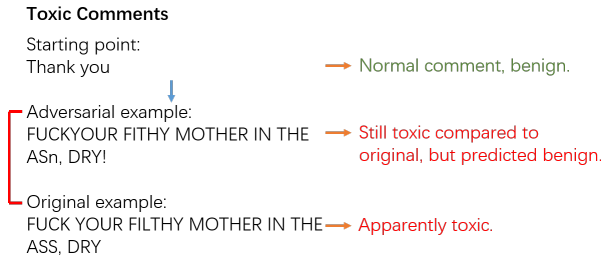 Toxic Comments
Starting point:
Thank you
Normal comment, benign.
Adversarial example:
FUCKYOUR FITHY MOTHER IN THE
ASn, DRY!
Still toxic compared to
original, but predicted benign.
Original example:
FUCK YOUR FILTHY MOTHER IN THE
ASS, DRY
Apparently toxic.